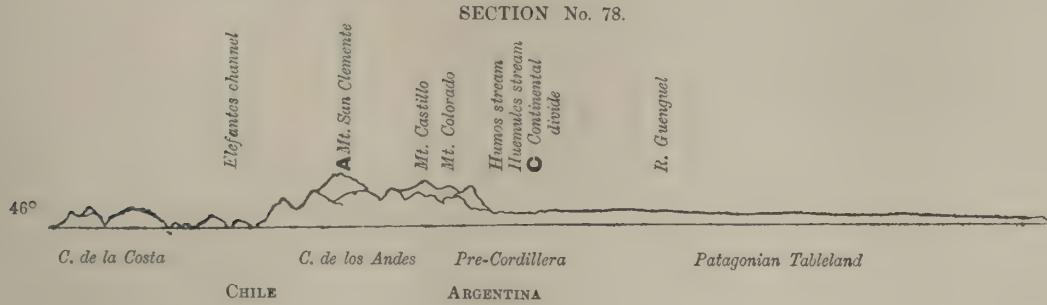 SECTION No. 78.
Elefantes channel
A Mt. San Clemente
Mt. Castillo
Mt. Colorado
Humos stream
Huemules stream
C Continental
divide
R. Guenguel
46°
C. de la Costa
C. de los Andes
Pre-Cordillera
Patagonian Tableland
CHILE
ARGENTINA